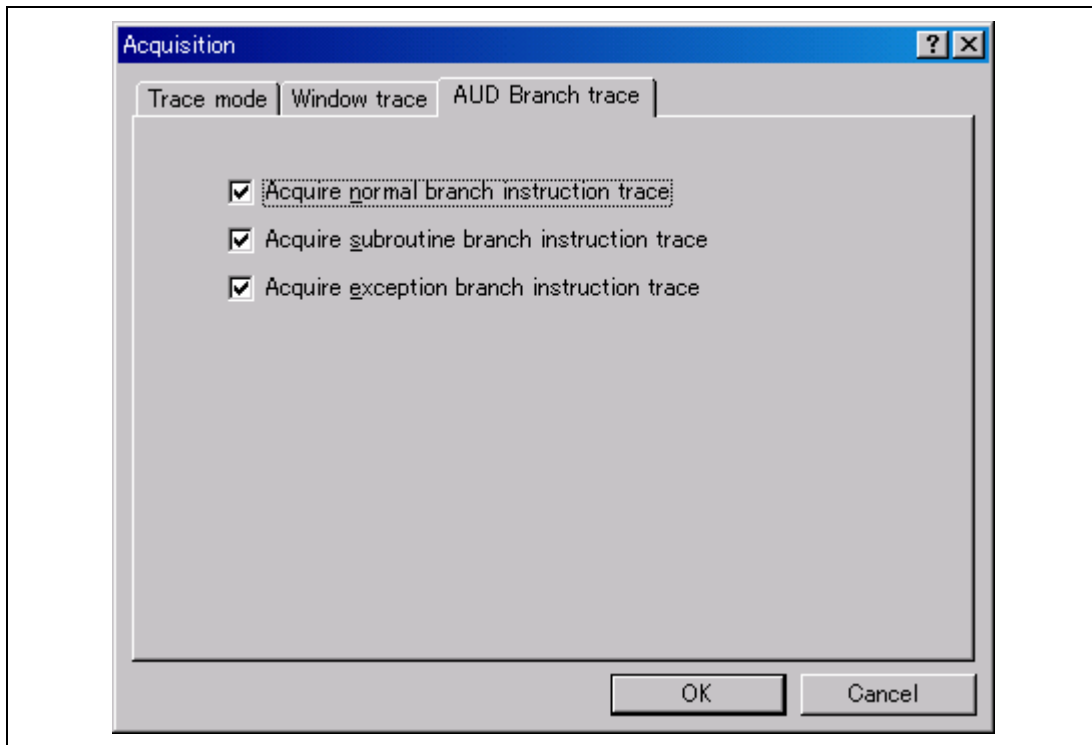 Acquisition
Trace mode Window trace AUD Branch trace
Acquire normal branch instruction trace
Acquire subroutine branch instruction trace
Acquire exception branch instruction trace
OK Cancel